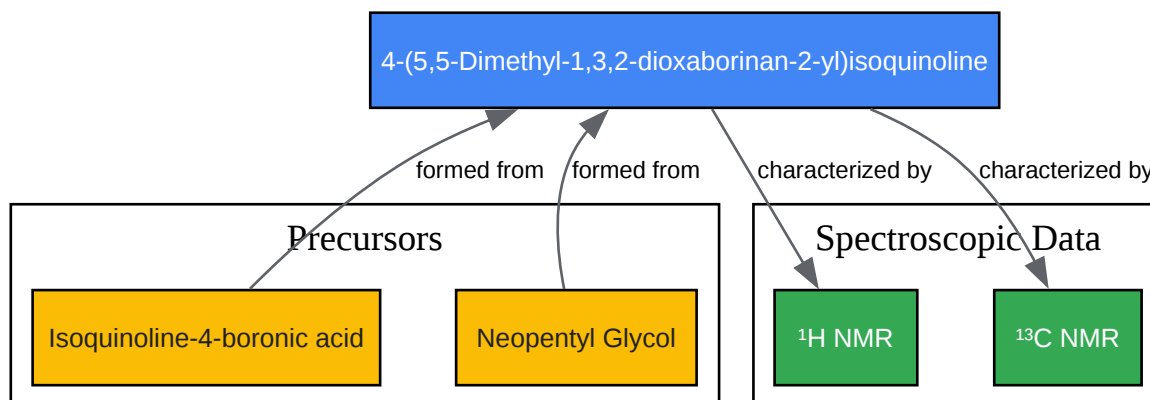 4-(5,5-Dimethyl-1,3,2-dioxaborinan-2-yl)isoquinoline
formed from
formed from
characterized by
characterized by
Precursors
Spectroscopic Data
Isoquinoline-4-boronic acid
Neopentyl Glycol
¹H NMR
¹³C NMR